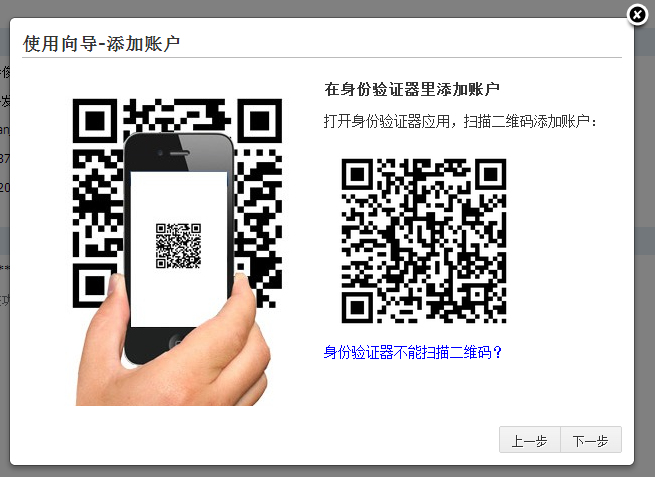 使用向导-添加账户
在身份验证器里添加账户
打开身份验证器应用，扫描二维码添加账户：
身份验证器不能扫描二维码？
上一步
下一步